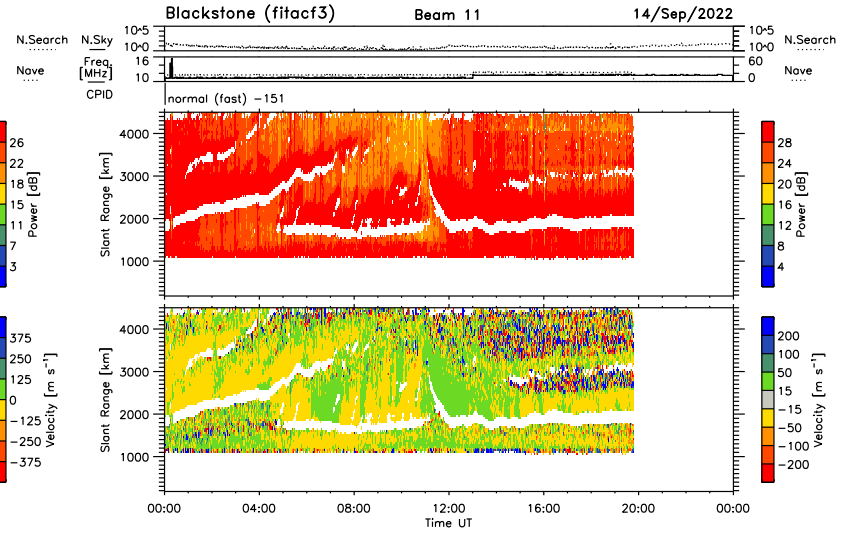 Blackstone (fitacf3) Beam 11 14/Sep/2022
N.Search N.Sky 10^5 10^0 10^5 10^0 N.Search
Nave Freq. [MHz] 16 10 60 0 Nave
CPID normal (fast) -151
26 22 18 15 11 7 3 Power [dB]
4000 3000 2000 1000 Slant Range [km]
28 24 20 16 12 8 4 Power [dB]
375 250 125 0 -125 -250 -375 Velocity [m s⁻¹]
4000 3000 2000 1000 Slant Range [km]
200 100 50 15 -15 -50 -100 -200 Velocity [m s⁻¹]
00:00 04:00 08:00 12:00 16:00 20:00 00:00
Time UT